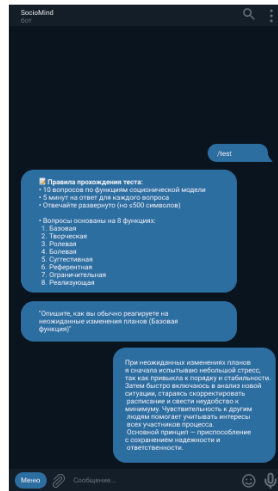 SocioMind
бот
/test
📝 Правила прохождения теста:
• 10 вопросов по функциям соционической модели
• 5 минут на ответ для каждого вопроса
• Отвечайте развернуто (но ≤500 символов)
• Вопросы основаны на 8 функциях:
1. Базовая
2. Творческая
3. Ролевая
4. Болевая
5. Суггестивная
6. Референтная
7. Ограничительная
8. Реализующая
"Опишите, как вы обычно реагируете на
неожиданные изменения планов (Базовая
функция)"
При неожиданных изменениях планов
я сначала испытываю небольшой стресс,
так как привыкла к порядку и стабильности.
Затем быстро включаюсь в анализ новой
ситуации, стараясь скорректировать
расписание и свести неудобство к
минимуму. Чувствительность к другим
людям помогает учитывать интересы
всех участников процесса.
Основной принцип — приспособление
с сохранением надежности и
ответственности.
Меню
Сообщение...